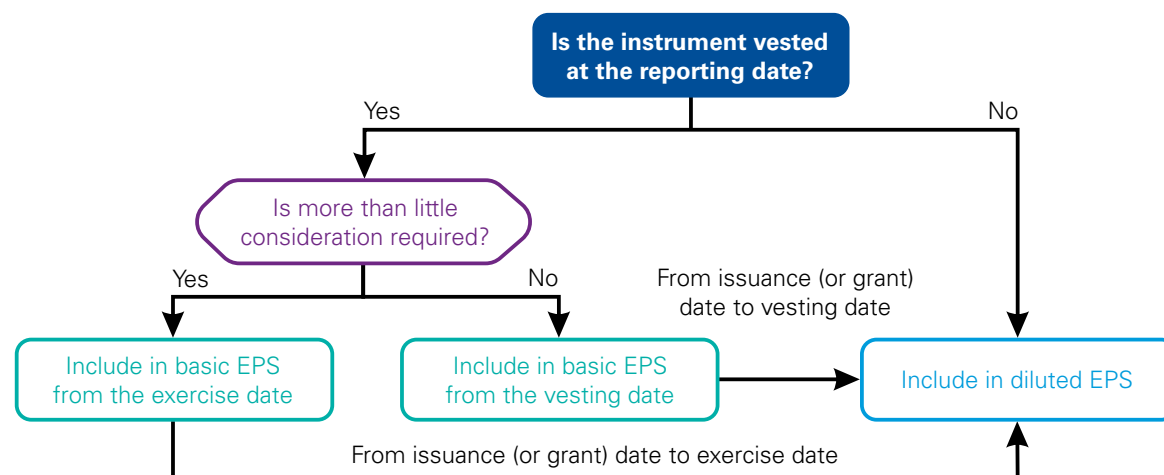 Is the instrument vested
at the reporting date?
Yes
No
Is more than little
consideration required?
Yes
No
From issuance (or grant)
date to vesting date
Include in basic EPS
from the exercise date
Include in basic EPS
from the vesting date
Include in diluted EPS
From issuance (or grant) date to exercise date